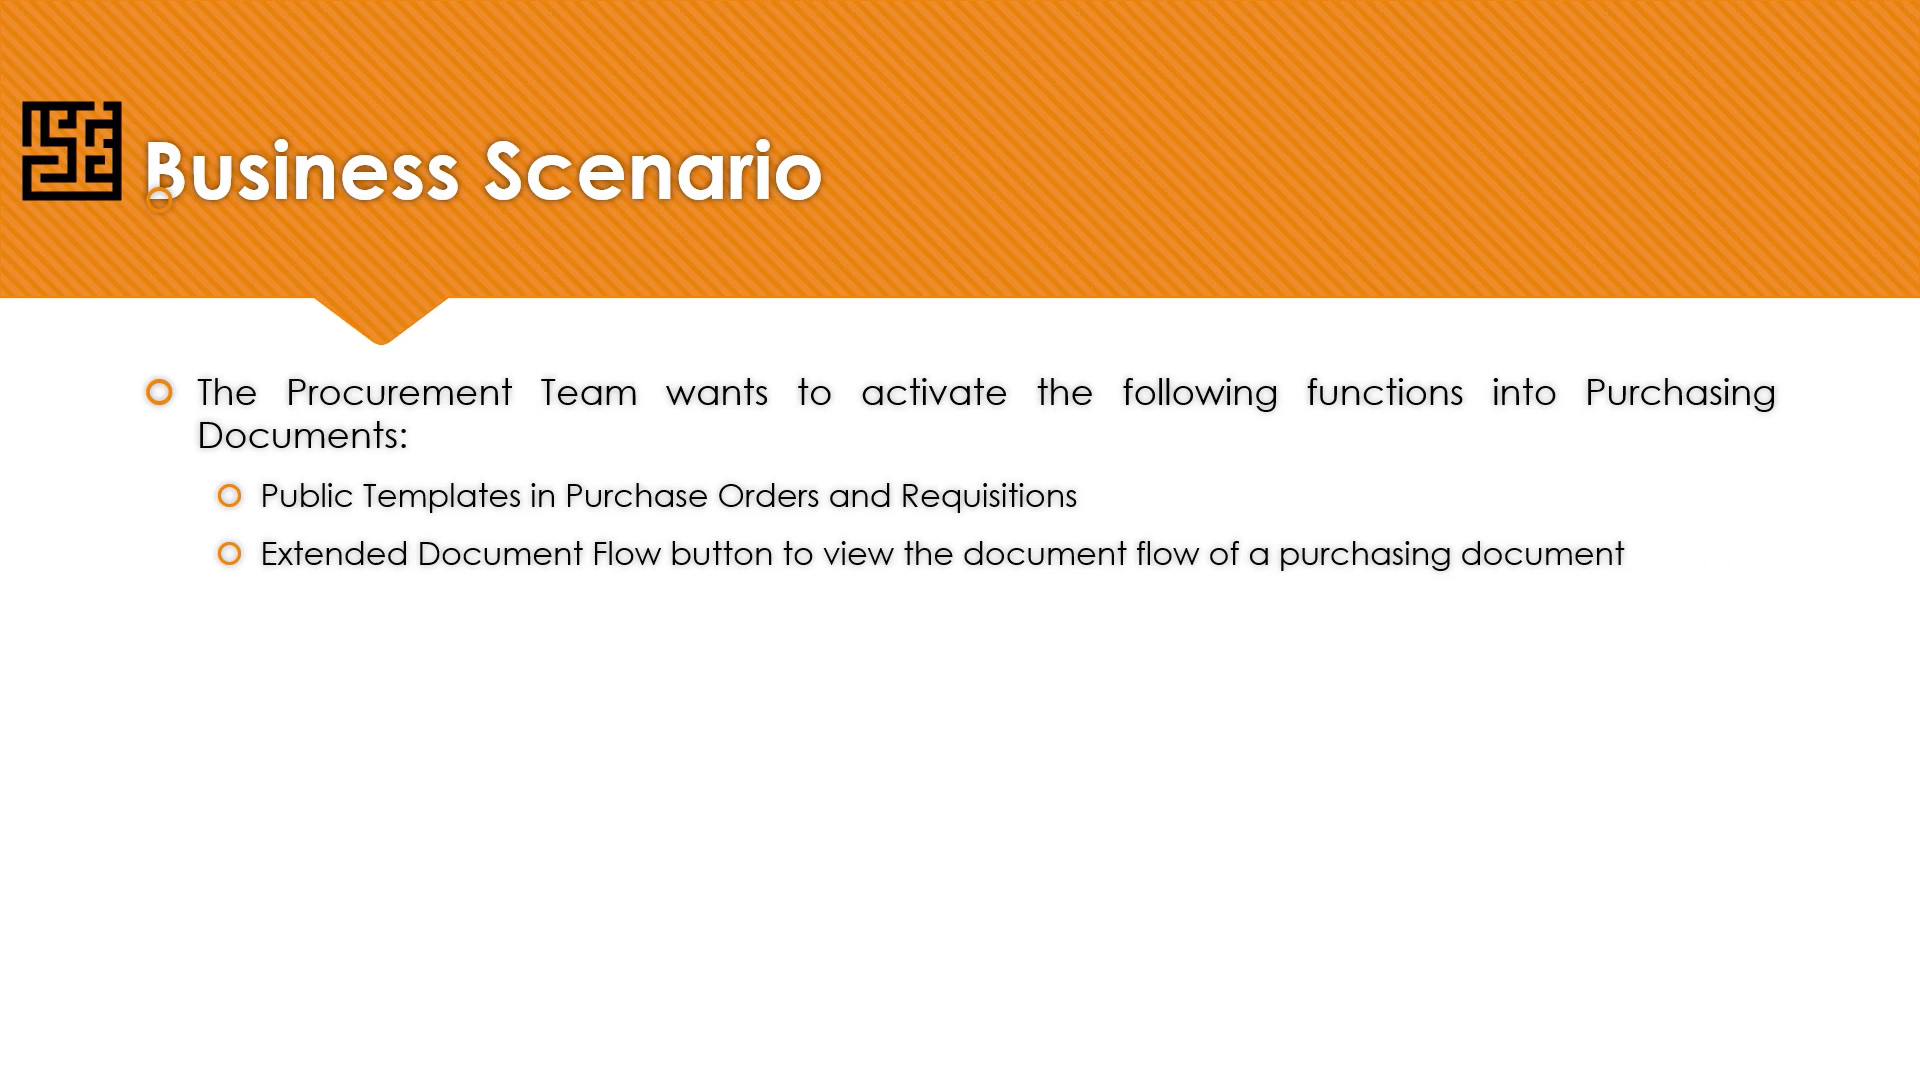 Business Scenario
The Procurement Team wants to activate the following functions into Purchasing
Documents:
Public Templates in Purchase Orders and Requisitions
Extended Document Flow button to view the document flow of a purchasing document